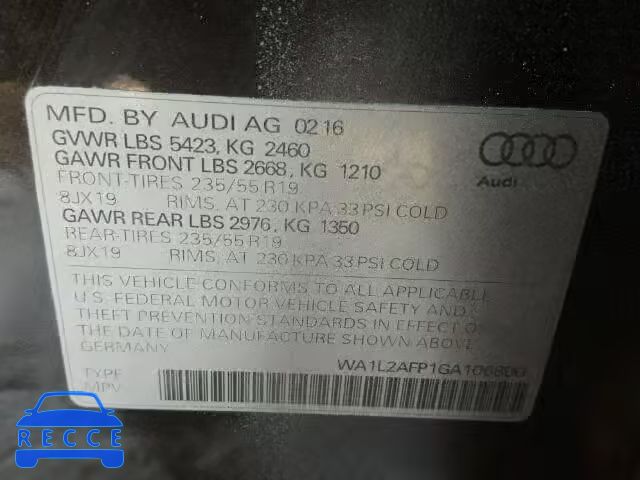 MFD. BY AUDI AG 02 16
GVWR LBS 5423, KG 2460
GAWR FRONT LBS 2668, KG 1210
FRONT-TIRES 235/55 R19
8JX19 RIMS, AT 230 KPA 33 PSI COLD
GAWR REAR LBS 2976, KG 1350
REAR-TIRES 235/55 R19
8JX19 RIMS, AT 230 KPA 33 PSI COLD
Audi
THIS VEHICLE CONFORMS TO ALL APPLICABLE
U.S. FEDERAL MOTOR VEHICLE SAFETY AND
THEFT PREVENTION STANDARDS IN EFFECT ON
THE DATE OF MANUFACTURE SHOWN ABOVE
GERMANY
TYPE
MPV
RECCE